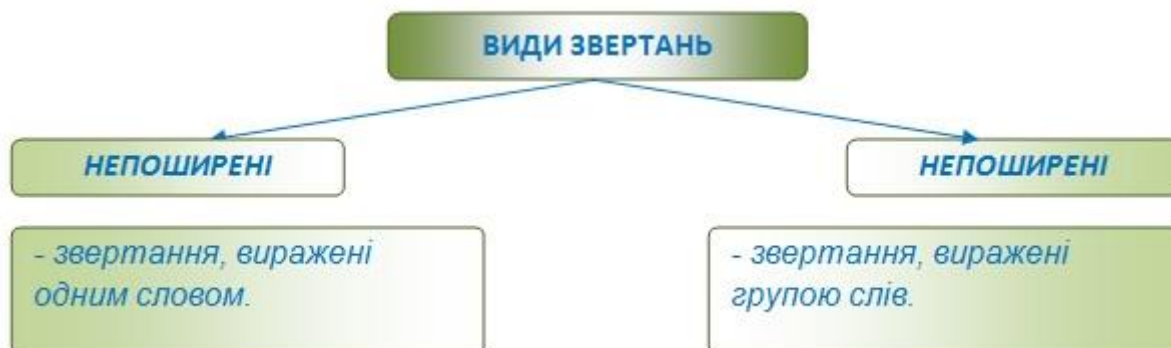 ВИДИ ЗВЕРТАНЬ
НЕПОШИРЕНІ
НЕПОШИРЕНІ
- звертання, виражені
одним словом.
- звертання, виражені
групою слів.